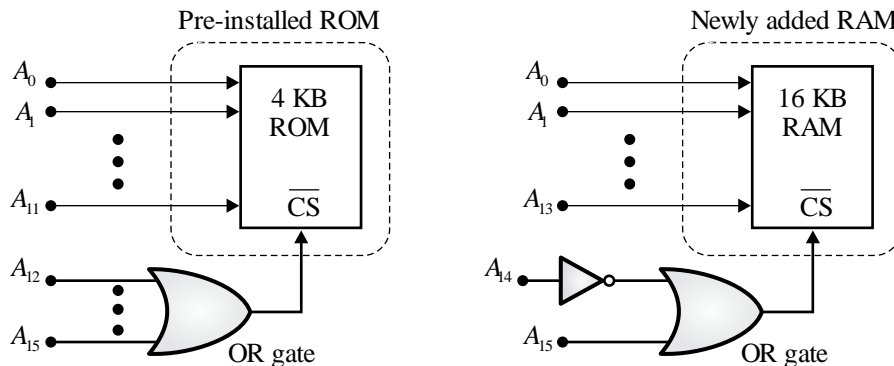 Pre-installed ROM
A0
A1
4 KB
ROM
A11
CS
A12
A15
OR gate
Newly added RAM
A0
A1
16 KB
RAM
A13
CS
A14
A15
OR gate